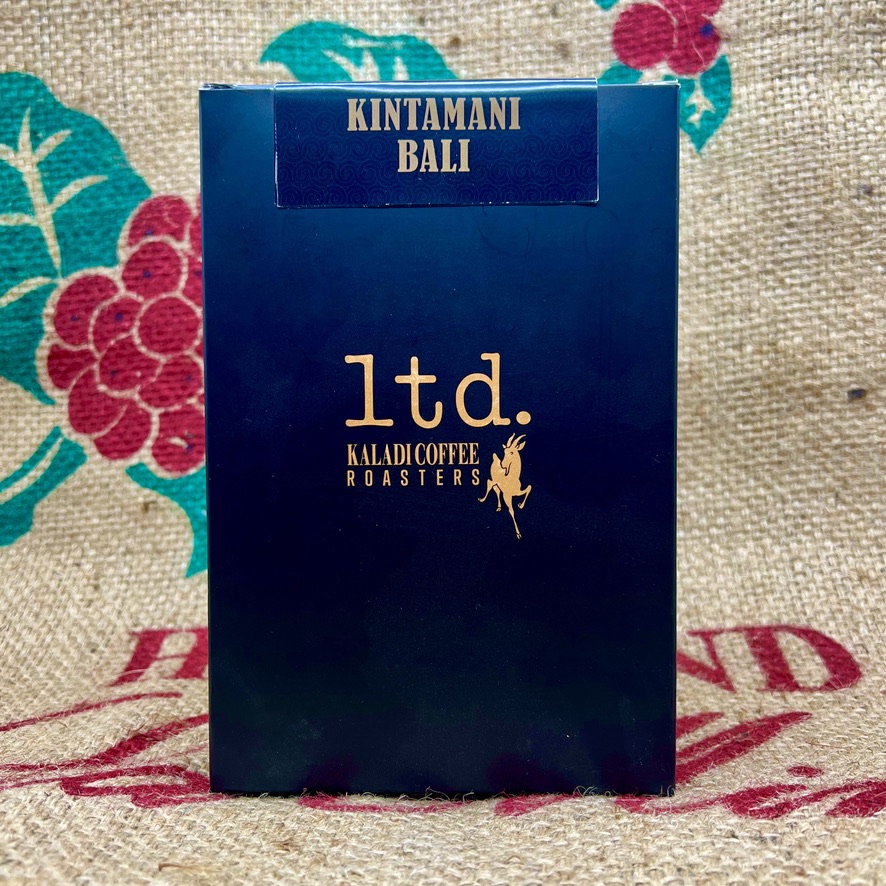 KINTAMANI
BALI
ltd.
KALADI COFFEE
ROASTERS